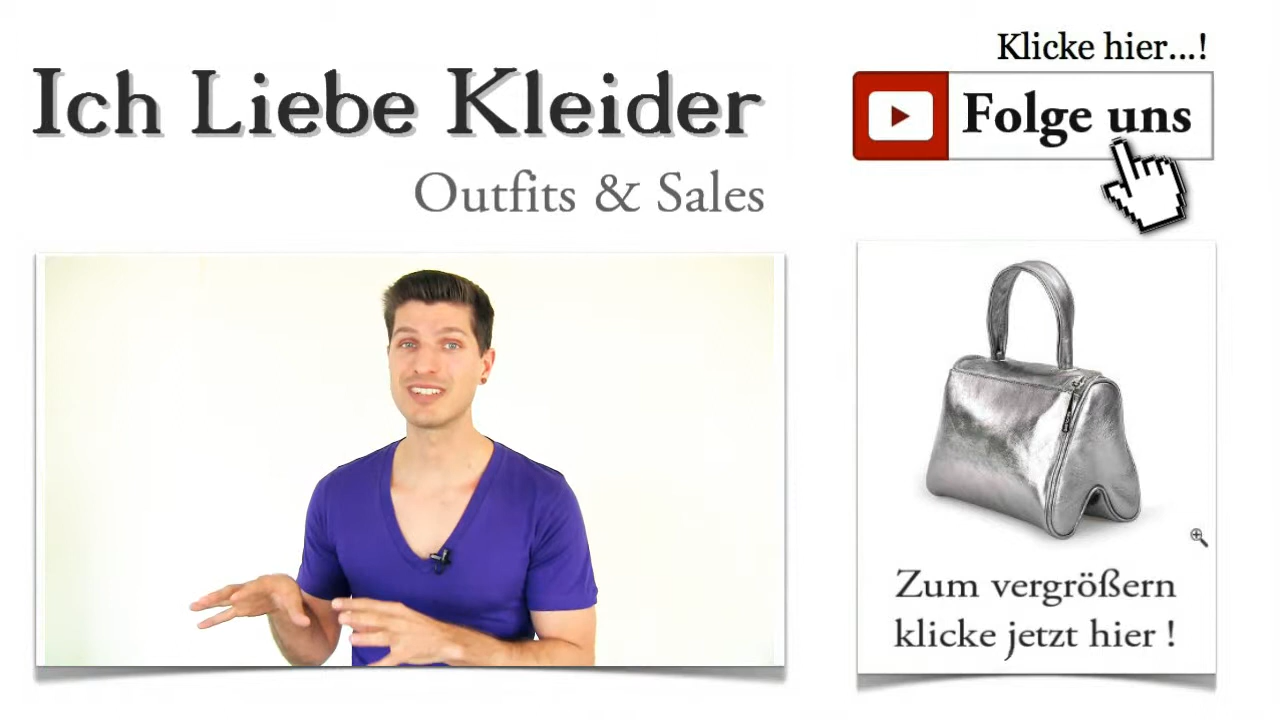 Ich Liebe Kleider
Outfits & Sales
Klicke hier...!
Folge uns
Zum vergrößern
klicke jetzt hier !